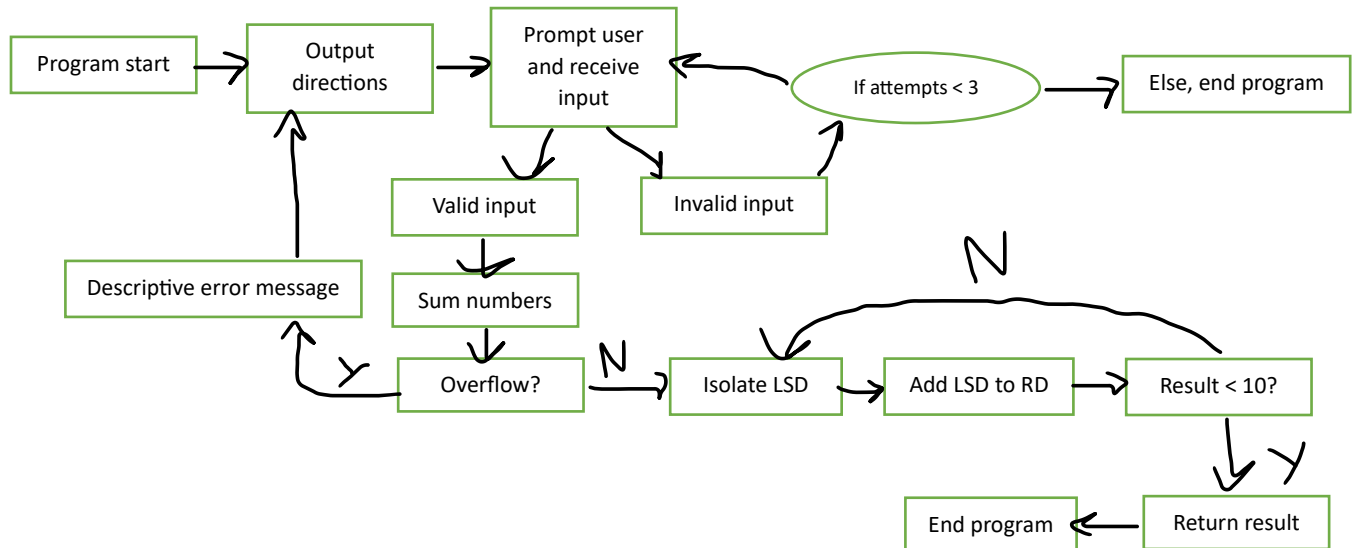 Program start
Output
directions
Prompt user
and receive
input
If attempts < 3
Else, end program
Valid input
Invalid input
N
Descriptive error message
Sum numbers
Y
Overflow?
N
Isolate LSD
Add LSD to RD
Result < 10?
Y
End program
Return result